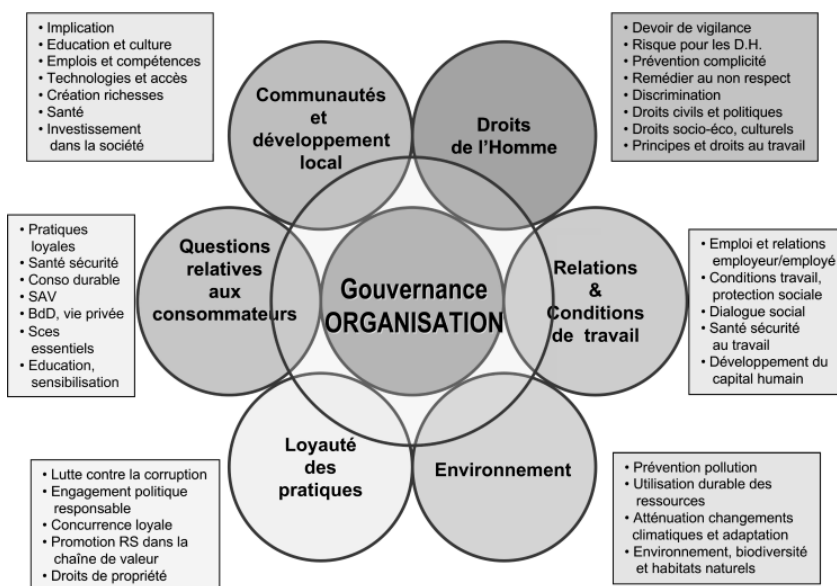 • Implication
• Education et culture
• Emplois et compétences
• Technologies et accès
• Création richesses
• Santé
• Investissement
dans la société
Communautés
et
développement
local
Droits
de l'Homme
• Devoir de vigilance
• Risque pour les D.H.
• Prévention complicité
• Remédier au non respect
• Discrimination
• Droits civils et politiques
• Droits socio-éco, culturels
• Principes et droits au travail
• Pratiques
loyales
• Santé sécurité
• Conso durable
• SAV
• BdD, vie privée
• Sces
essentiels
• Education,
sensibilisation
Questions
relatives
aux
consommateurs
Gouvernance
ORGANISATION
Relations
&
Conditions
de travail
• Emploi et relations
employeur/employé
• Conditions travail,
protection sociale
• Dialogue social
• Santé sécurité
au travail
• Développement du
capital humain
• Lutte contre la corruption
• Engagement politique
responsable
• Concurrence loyale
• Promotion RS dans la
chaîne de valeur
• Droits de propriété
Loyauté
des
pratiques
Environnement
• Prévention pollution
• Utilisation durable des
ressources
• Atténuation changements
climatiques et adaptation
• Environnement, biodiversité
et habitats naturels